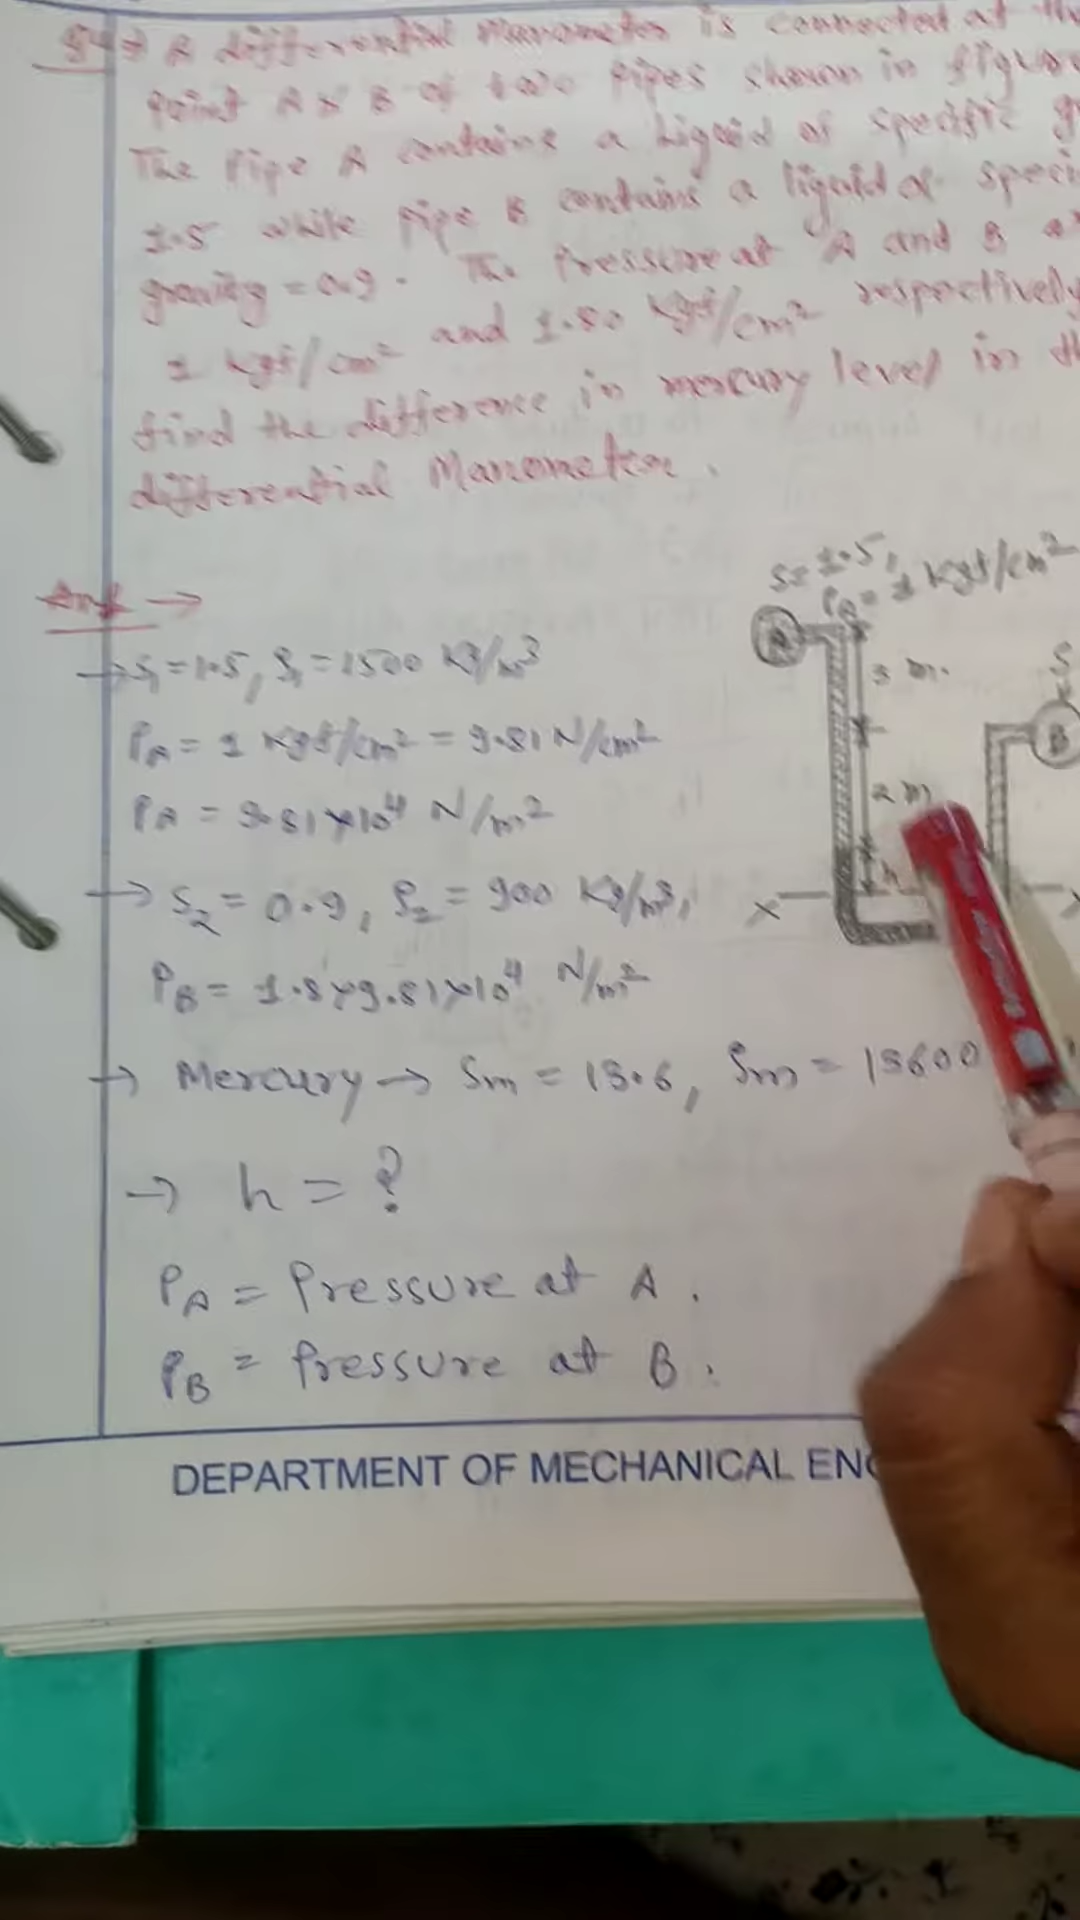 A differential Manometer is connected at the
point A & B of two pipes shown in figure
The Pipe A contains a liquid of specific
1.5 while pipe B contains a liquid of speci
gravity = 0.9. The Pressure at A and B
1 kgf/cm² and 1.80 kgf/cm² respectively
find the difference in mercury level in
differential Manometer.
S= 1.5,
PA = 1 kgf/cm²
Ans →
A
3 m.
→ S₁ = 1.5, ρ₁ = 1500 kg/m³
S
B
PA = 1 kgf/cm² = 9.81 N/cm²
2 m
PA = 9.81×10⁴ N/m²
h
→ S₂ = 0.9, ρ₂ = 900 kg/m³,
X
PB = 1.8×9.81×10⁴ N/m²
→ Mercury → Sm = 13.6, ρm = 13600
→ h = ?
PA = Pressure at A.
PB = Pressure at B.
DEPARTMENT OF MECHANICAL ENG